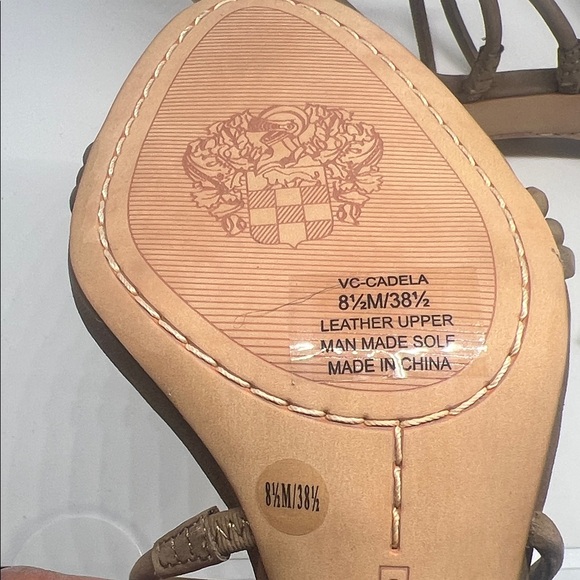 VC-CADELA
8½M/38½
LEATHER UPPER
MAN MADE SOLE
MADE IN CHINA
8½M/38½